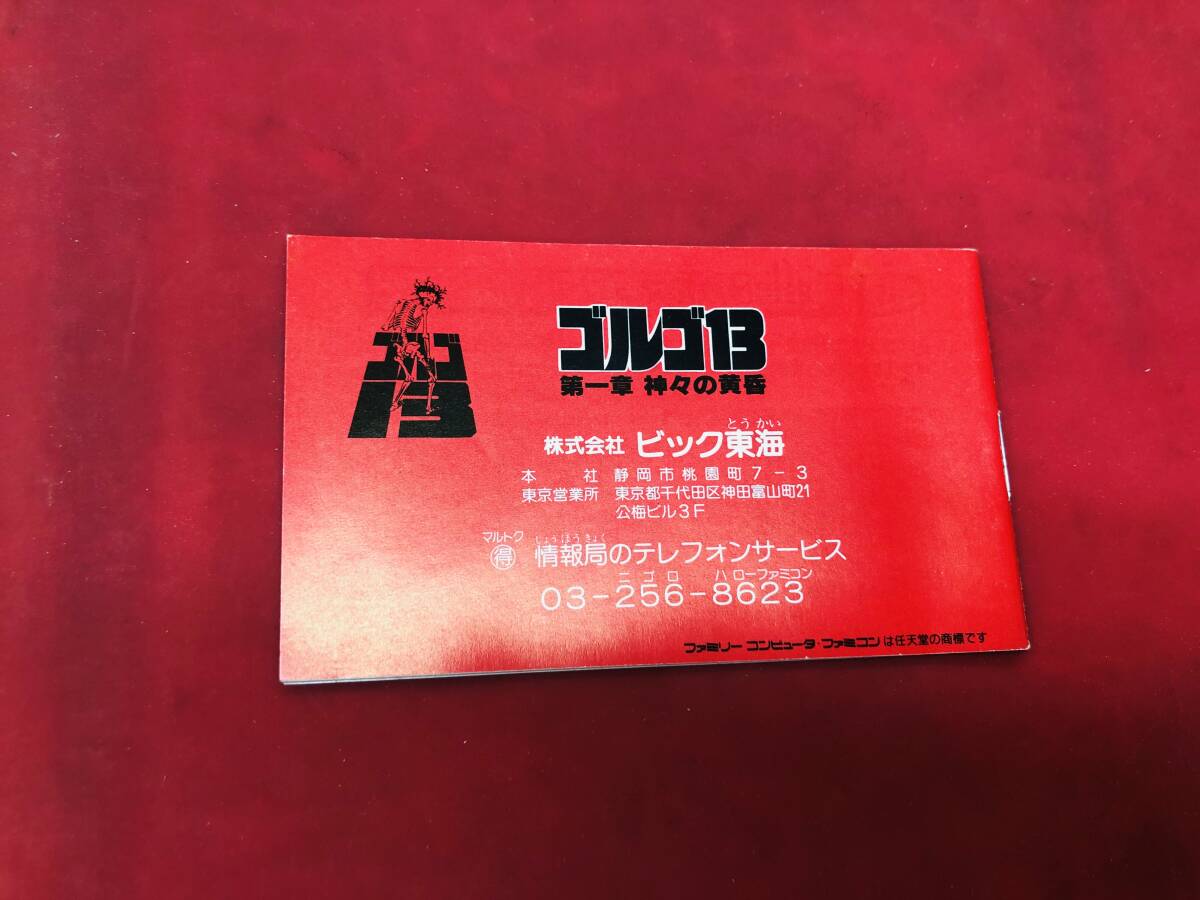 ゴルゴ
13
ゴルゴ13
第一章 神々の黄昏
とうかい
株式会社 ビック東海
本 社 静岡市桃園町7-3
東京営業所 東京都千代田区神田富山町21
公梅ビル3F
マルトク じょうほうきょく
㊕ 情報局のテレフォンサービス
ニゴロ ハローファミコン
03-256-8623
ファミリー コンピュータ・ファミコンは任天堂の商標です